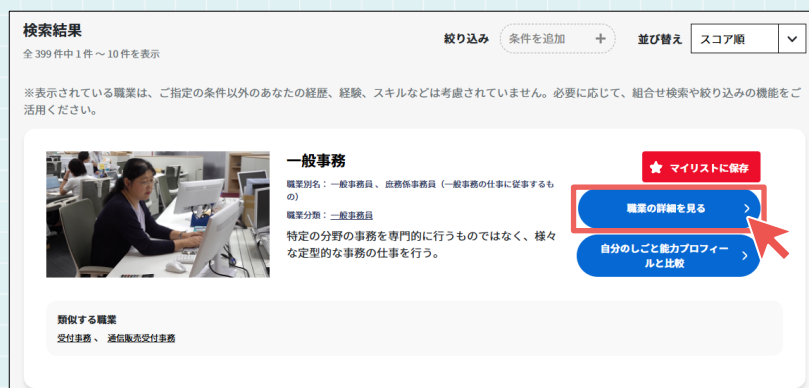 検索結果
全 399 件中 1 件 ～ 10 件を表示
絞り込み 条件を追加 + 並び替え スコア順
※表示されている職業は、ご指定の条件以外のあなたの経歴、経験、スキルなどは考慮されていません。必要に応じて、組合せ検索や絞り込みの機能をご
活用ください。
一般事務
職業別名： 一般事務員 、 庶務係事務員（一般事務の仕事に従事するも
の）
職業分類： 一般事務員
特定の分野の事務を専門的に行うものではなく、様々
な定型的な事務の仕事を行う。
マイリストに保存
職業の詳細を見る
自分のしごと能力プロフィー
ルと比較
類似する職業
受付事務 、 通信販売受付事務